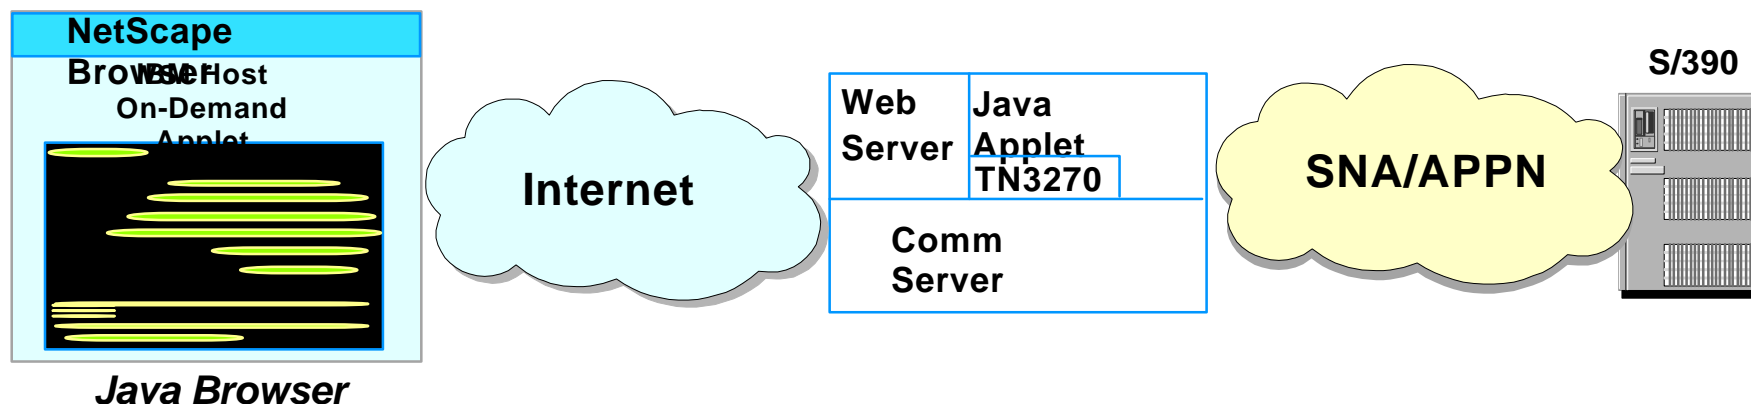 NetScape
Browser
IBM Host
On-Demand
Applet
Java Browser
Internet
Web
Server
Java
Applet
TN3270
Comm
Server
SNA/APPN
S/390